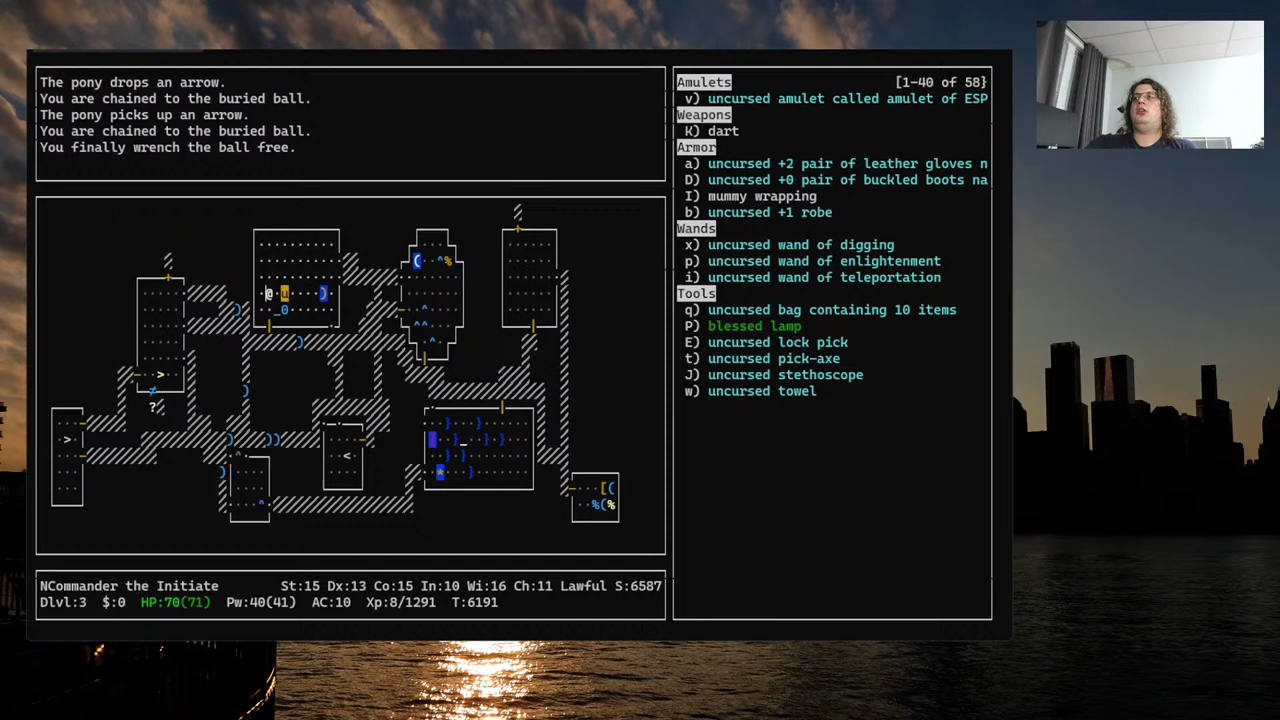 The pony drops an arrow.
You are chained to the buried ball.
The pony picks up an arrow.
You are chained to the buried ball.
You finally wrench the ball free.
Amulets [1-40 of 58}
v) uncursed amulet called amulet of ESP
Weapons
K) dart
Armor
a) uncursed +2 pair of leather gloves n
D) uncursed +0 pair of buckled boots na
I) mummy wrapping
b) uncursed +1 robe
Wands
x) uncursed wand of digging
p) uncursed wand of enlightenment
i) uncursed wand of teleportation
Tools
q) uncursed bag containing 10 items
P) blessed lamp
E) uncursed lock pick
t) uncursed pick-axe
J) uncursed stethoscope
w) uncursed towel
NCommander the Initiate St:15 Dx:13 Co:15 In:10 Wi:16 Ch:11 Lawful S:6587
Dlvl:3 $:0 HP:70(71) Pw:40(41) AC:10 Xp:8/1291 T:6191